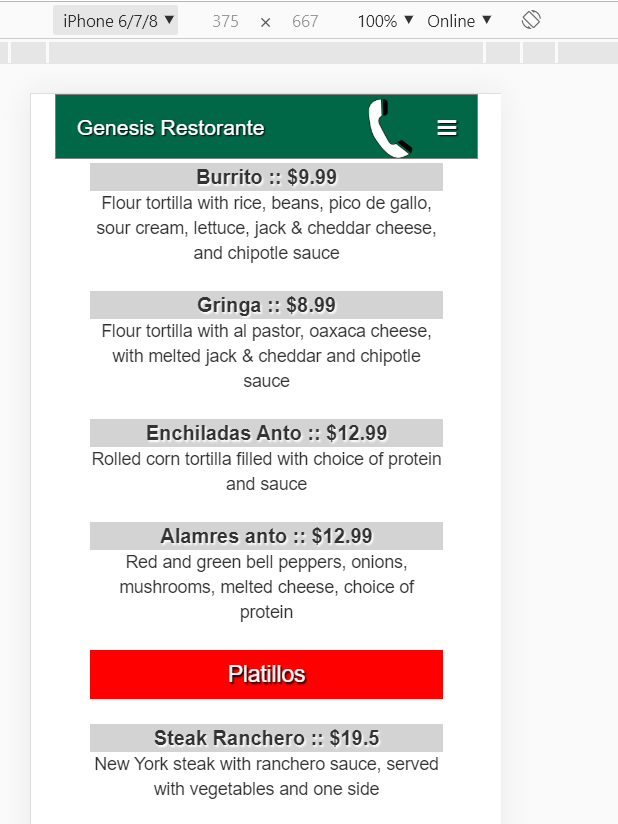 iPhone 6/7/8 ▼ 375 × 667 100% ▼ Online ▼
Genesis Restorante
Burrito :: $9.99
Flour tortilla with rice, beans, pico de gallo,
sour cream, lettuce, jack & cheddar cheese,
and chipotle sauce
Gringa :: $8.99
Flour tortilla with al pastor, oaxaca cheese,
with melted jack & cheddar and chipotle
sauce
Enchiladas Anto :: $12.99
Rolled corn tortilla filled with choice of protein
and sauce
Alamres anto :: $12.99
Red and green bell peppers, onions,
mushrooms, melted cheese, choice of
protein
Platillos
Steak Ranchero :: $19.5
New York steak with ranchero sauce, served
with vegetables and one side